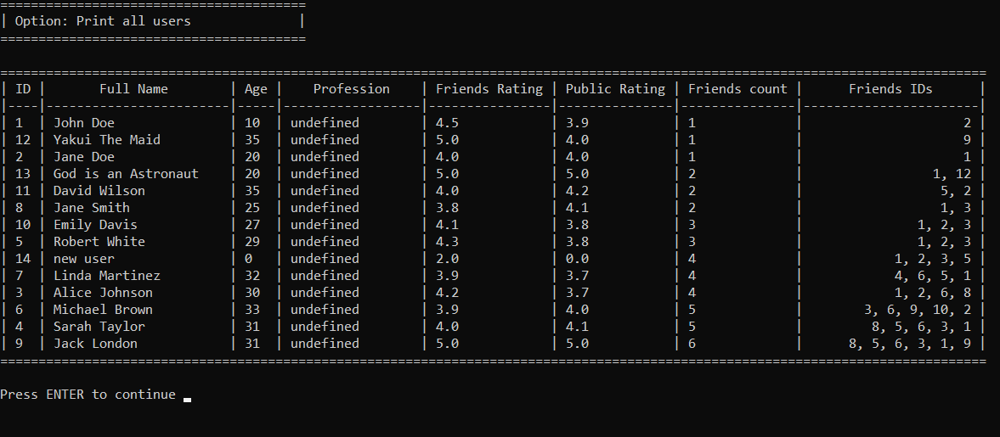 ========================================
| Option: Print all users              |
========================================
=================================================================================================================================
| ID |       Full Name        | Age |    Profession    | Friends Rating | Public Rating | Friends count |      Friends IDs      |
|----|------------------------|-----|------------------|----------------|---------------|---------------|-----------------------|
| 1  | John Doe               | 10  | undefined        | 4.5            | 3.9           | 1             |                     2 |
| 12 | Yakui The Maid         | 35  | undefined        | 5.0            | 4.0           | 1             |                     9 |
| 2  | Jane Doe               | 20  | undefined        | 4.0            | 4.0           | 1             |                     1 |
| 13 | God is an Astronaut    | 20  | undefined        | 5.0            | 5.0           | 2             |                 1, 12 |
| 11 | David Wilson           | 35  | undefined        | 4.0            | 4.2           | 2             |                  5, 2 |
| 8  | Jane Smith             | 25  | undefined        | 3.8            | 4.1           | 2             |                  1, 3 |
| 10 | Emily Davis            | 27  | undefined        | 4.1            | 3.8           | 3             |               1, 2, 3 |
| 5  | Robert White           | 29  | undefined        | 4.3            | 3.8           | 3             |               1, 2, 3 |
| 14 | new user               | 0   | undefined        | 2.0            | 0.0           | 4             |            1, 2, 3, 5 |
| 7  | Linda Martinez         | 32  | undefined        | 3.9            | 3.7           | 4             |            4, 6, 5, 1 |
| 3  | Alice Johnson          | 30  | undefined        | 4.2            | 3.7           | 4             |            1, 2, 6, 8 |
| 6  | Michael Brown          | 33  | undefined        | 3.9            | 4.0           | 5             |        3, 6, 9, 10, 2 |
| 4  | Sarah Taylor           | 31  | undefined        | 4.0            | 4.1           | 5             |         8, 5, 6, 3, 1 |
| 9  | Jack London            | 31  | undefined        | 5.0            | 5.0           | 6             |      8, 5, 6, 3, 1, 9 |
=================================================================================================================================
Press ENTER to continue